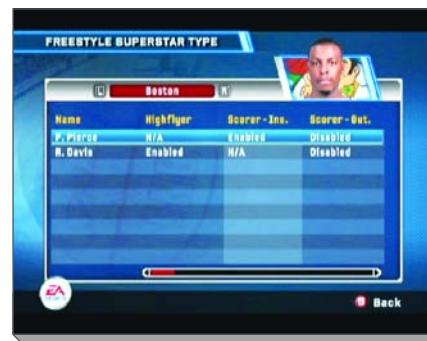 FREESTYLE SUPERSTAR TYPE
L Boston R
Name Highflyer Scorer-Ins. Scorer-Out.
P. Pierce N/A Enabled Disabled
R. Davis Enabled N/A Disabled
EA
Back